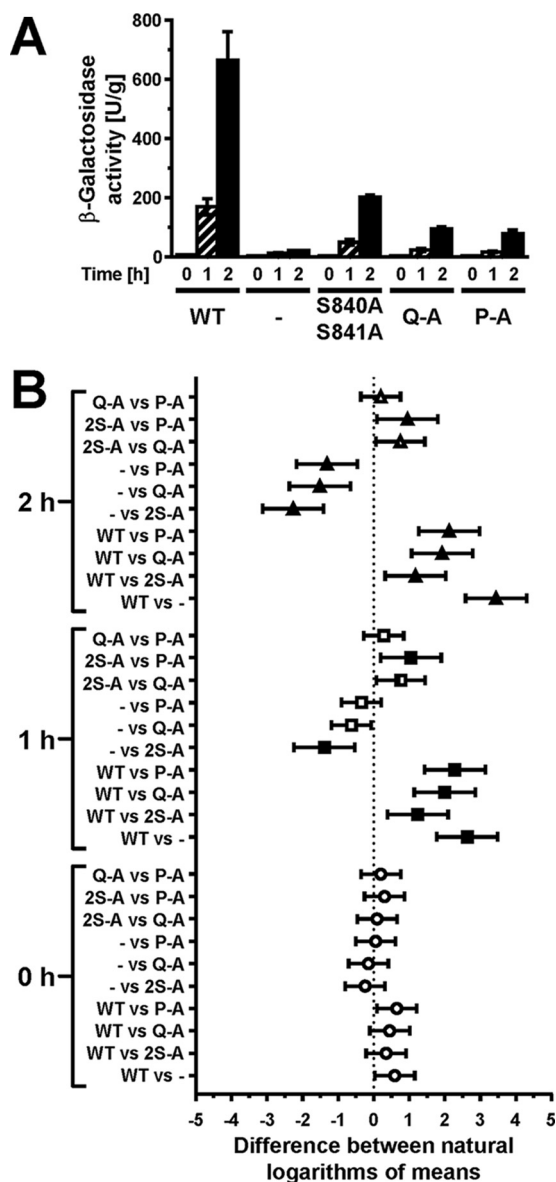 A
β-Galactosidase
activity [U/g]
800
600
400
200
0
Time [h] 0 1 2 0 1 2 0 1 2 0 1 2 0 1 2
WT - S840A Q-A P-A
S841A
B
2 h
Q-A vs P-A
2S-A vs P-A
2S-A vs Q-A
- vs P-A
- vs Q-A
- vs 2S-A
WT vs P-A
WT vs Q-A
WT vs 2S-A
WT vs -
1 h
Q-A vs P-A
2S-A vs P-A
2S-A vs Q-A
- vs P-A
- vs Q-A
- vs 2S-A
WT vs P-A
WT vs Q-A
WT vs 2S-A
WT vs -
0 h
Q-A vs P-A
2S-A vs P-A
2S-A vs Q-A
- vs P-A
- vs Q-A
- vs 2S-A
WT vs P-A
WT vs Q-A
WT vs 2S-A
WT vs -
-5 -4 -3 -2 -1 0 1 2 3 4 5
Difference between natural
logarithms of means